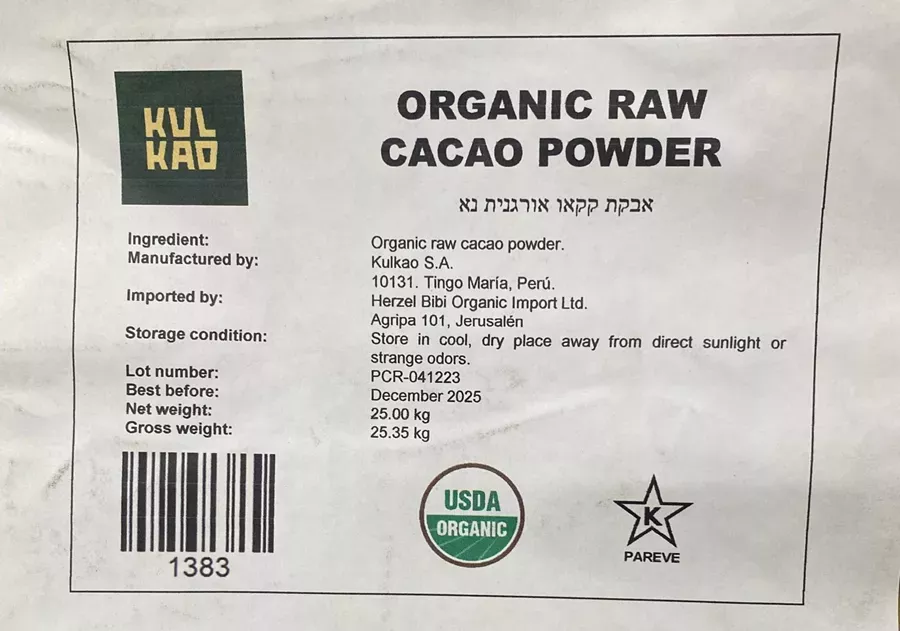 KUL
KAO
ORGANIC RAW
CACAO POWDER
אבקת קקאו אורגנית נא
Ingredient: Organic raw cacao powder.
Manufactured by: Kulkao S.A.
10131. Tingo María, Perú.
Imported by: Herzel Bibi Organic Import Ltd.
Agripa 101, Jerusalén
Storage condition: Store in cool, dry place away from direct sunlight or
strange odors.
Lot number: PCR-041223
Best before: December 2025
Net weight: 25.00 kg
Gross weight: 25.35 kg
1383
USDA
ORGANIC
K
PAREVE